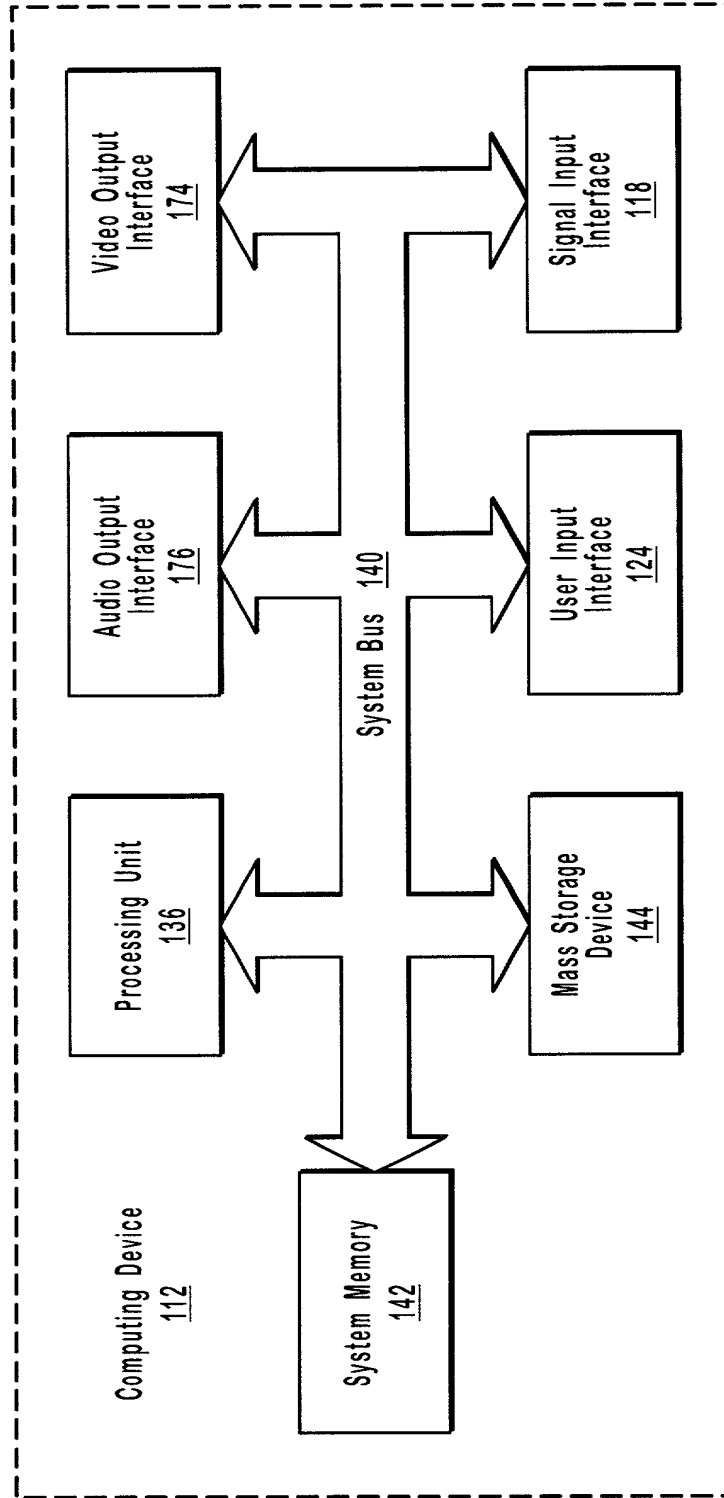 Computing Device
112
Processing Unit
136
Audio Output
Interface
176
Video Output
Interface
174
System Memory
142
System Bus
140
Mass Storage
Device
144
User Input
Interface
124
Signal Input
Interface
118